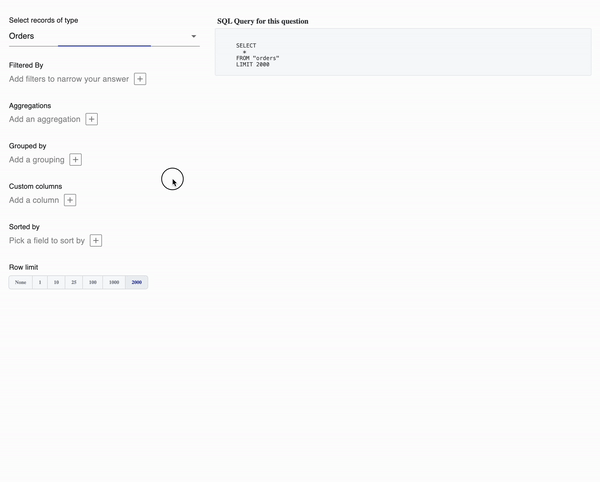 Select records of type
Orders
Filtered By
Add filters to narrow your answer
Aggregations
Add an aggregation
Grouped by
Add a grouping
Custom columns
Add a column
Sorted by
Pick a field to sort by
Row limit
None 1 10 25 100 1000 2000
SQL Query for this question
SELECT
*
FROM "orders"
LIMIT 2000